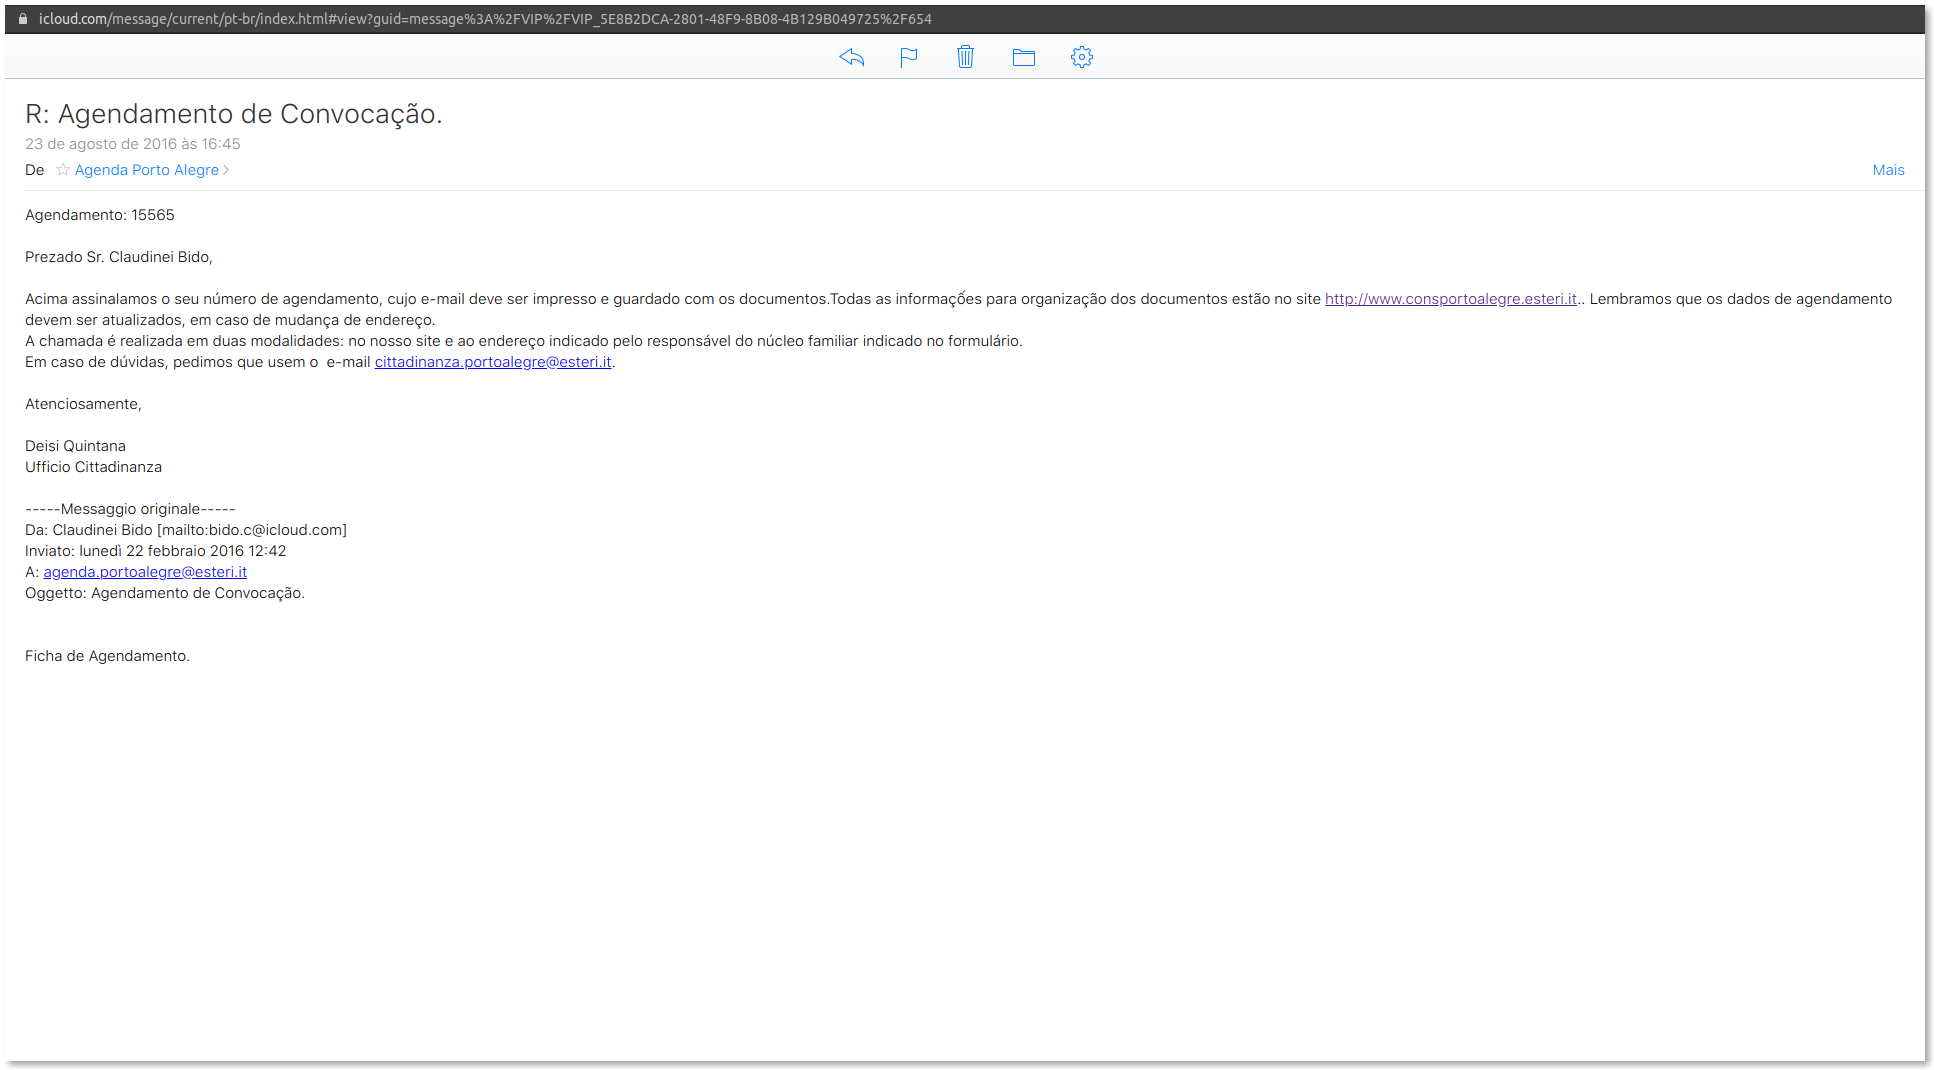 icloud.com/message/current/pt-br/index.html#view?guid=message%3A%2FVIP%2FVIP_5E8B2DCA-2801-48F9-8B08-4B129B049725%2F654
R: Agendamento de Convocação.
23 de agosto de 2016 às 16:45
De ☆ Agenda Porto Alegre > Mais
Agendamento: 15565
Prezado Sr. Claudinei Bido,
Acima assinalamos o seu número de agendamento, cujo e-mail deve ser impresso e guardado com os documentos.Todas as informações para organização dos documentos estão no site http://www.consportoalegre.esteri.it.. Lembramos que os dados de agendamento
devem ser atualizados, em caso de mudança de endereço.
A chamada é realizada em duas modalidades: no nosso site e ao endereço indicado pelo responsável do núcleo familiar indicado no formulário.
Em caso de dúvidas, pedimos que usem o  e-mail cittadinanza.portoalegre@esteri.it.
Atenciosamente,
Deisi Quintana
Ufficio Cittadinanza
-----Messaggio originale-----
Da: Claudinei Bido [mailto:bido.c@icloud.com]
Inviato: lunedì 22 febbraio 2016 12:42
A: agenda.portoalegre@esteri.it
Oggetto: Agendamento de Convocação.
Ficha de Agendamento.